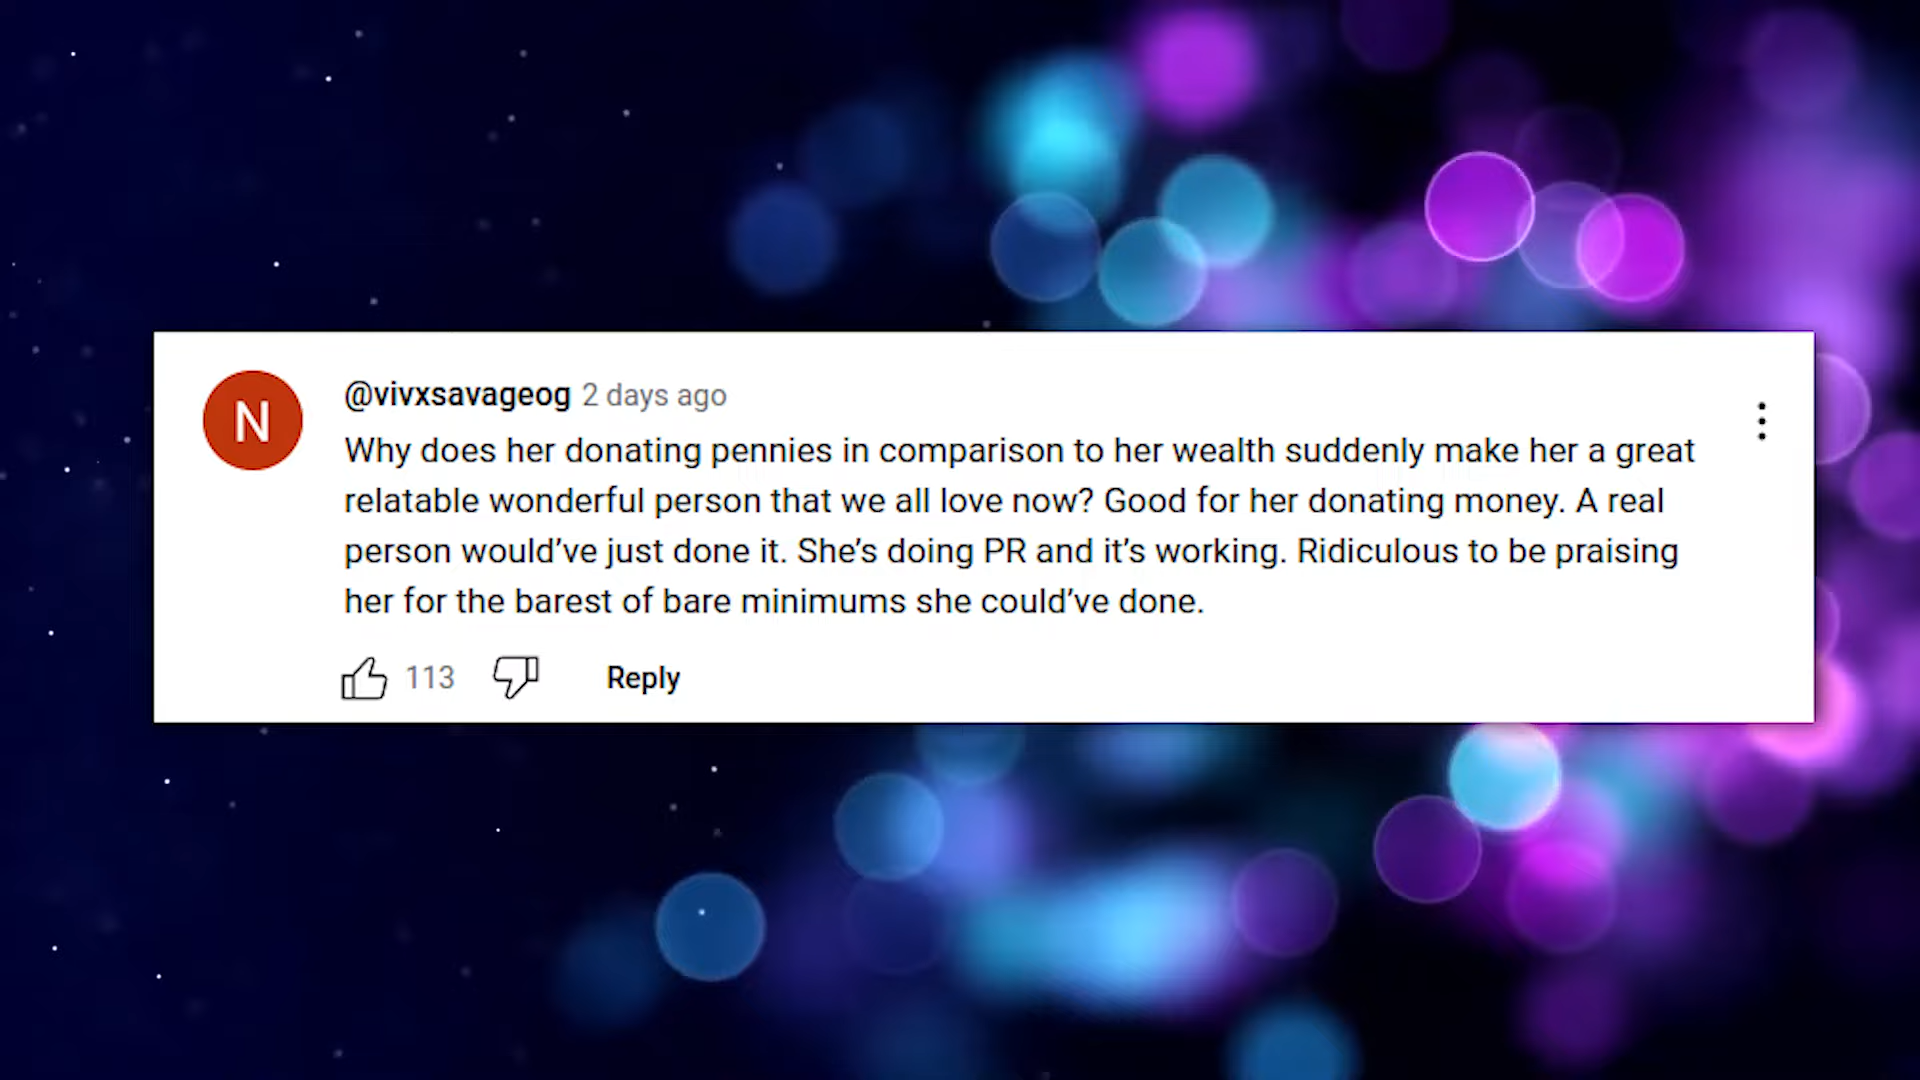 N
@vivxsavageog 2 days ago
Why does her donating pennies in comparison to her wealth suddenly make her a great
relatable wonderful person that we all love now? Good for her donating money. A real
person would’ve just done it. She’s doing PR and it’s working. Ridiculous to be praising
her for the barest of bare minimums she could’ve done.
113 Reply